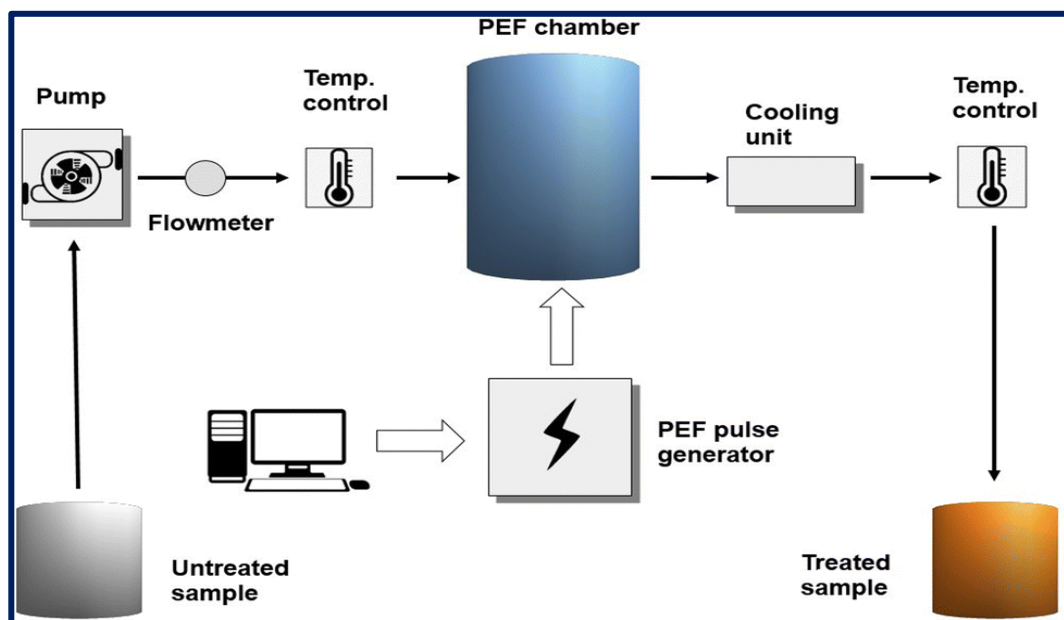 PEF chamber
Temp.
control
Pump
Flowmeter
Cooling
unit
Temp.
control
PEF pulse
generator
Untreated
sample
Treated
sample